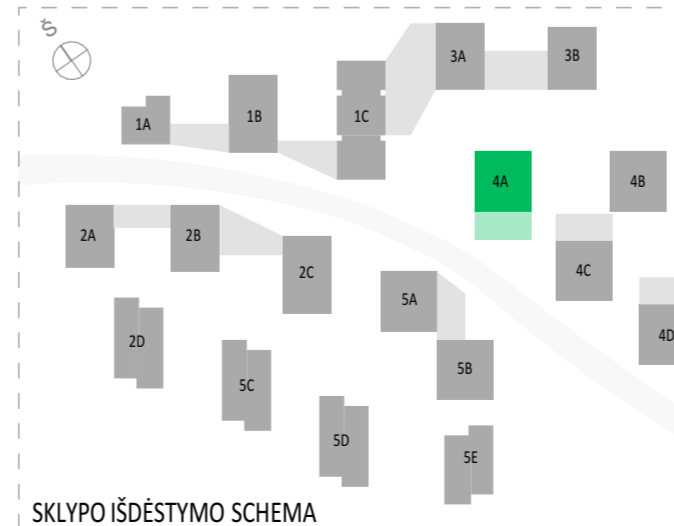 Š
3A
3B
1A
1B
1C
4A
4B
2A
2B
2C
4C
5A
4D
2D
5B
5C
5D
5E
SKLYPO IŠDĖSTYMO SCHEMA